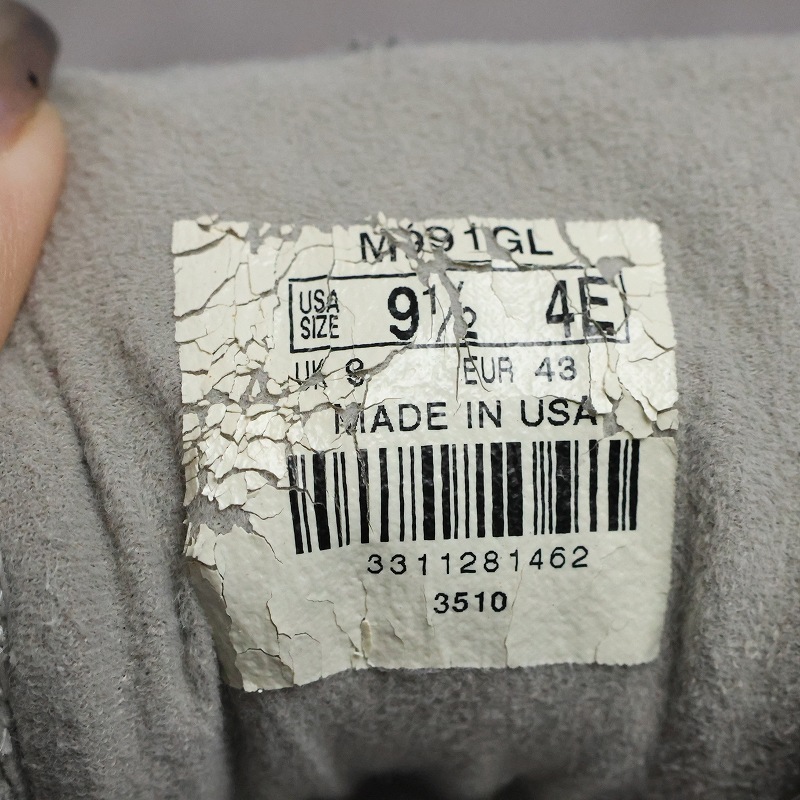 M991GL
USA SIZE 9½ 4E
UK 9 EUR 43
MADE IN USA
3311281462
3510